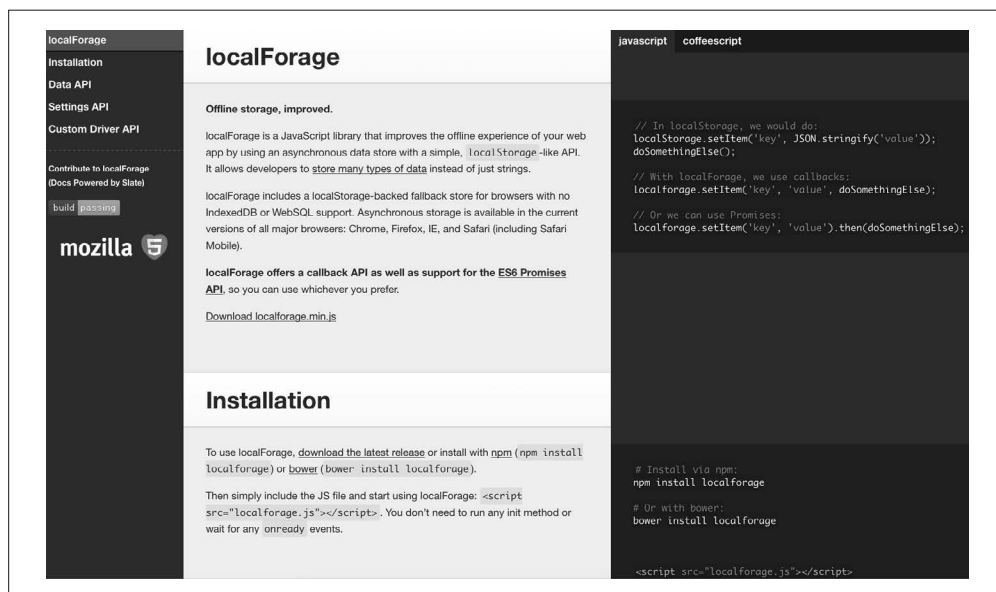 localForage
Installation
Data API
Settings API
Custom Driver API
Contribute to localForage
(Docs Powered by Slate)
build passing
mozilla 5
localForage
Offline storage, improved.
localForage is a JavaScript library that improves the offline experience of your web
app by using an asynchronous data store with a simple, localStorage-like API.
It allows developers to store many types of data instead of just strings.
localForage includes a localStorage-backed fallback store for browsers with no
IndexedDB or WebSQL support. Asynchronous storage is available in the current
versions of all major browsers: Chrome, Firefox, IE, and Safari (including Safari
Mobile).
localForage offers a callback API as well as support for the ES6 Promises
API, so you can use whichever you prefer.
Download localforage.min.js
Installation
To use localForage, download the latest release or install with npm (npm install
localforage) or bower (bower install localforage).
Then simply include the JS file and start using localForage: <script
src="localforage.js"></script>. You don't need to run any init method or
wait for any onready events.
javascript coffeescript
// In localStorage, we would do:
localStorage.setItem('key', JSON.stringify('value'));
doSomethingElse();
// With localForage, we use callbacks:
localforage.setItem('key', 'value', doSomethingElse);
// Or we can use Promises:
localforage.setItem('key', 'value').then(doSomethingElse);
# Install via npm:
npm install localforage
# Or with bower:
bower install localforage
<script src="localforage.js"></script>